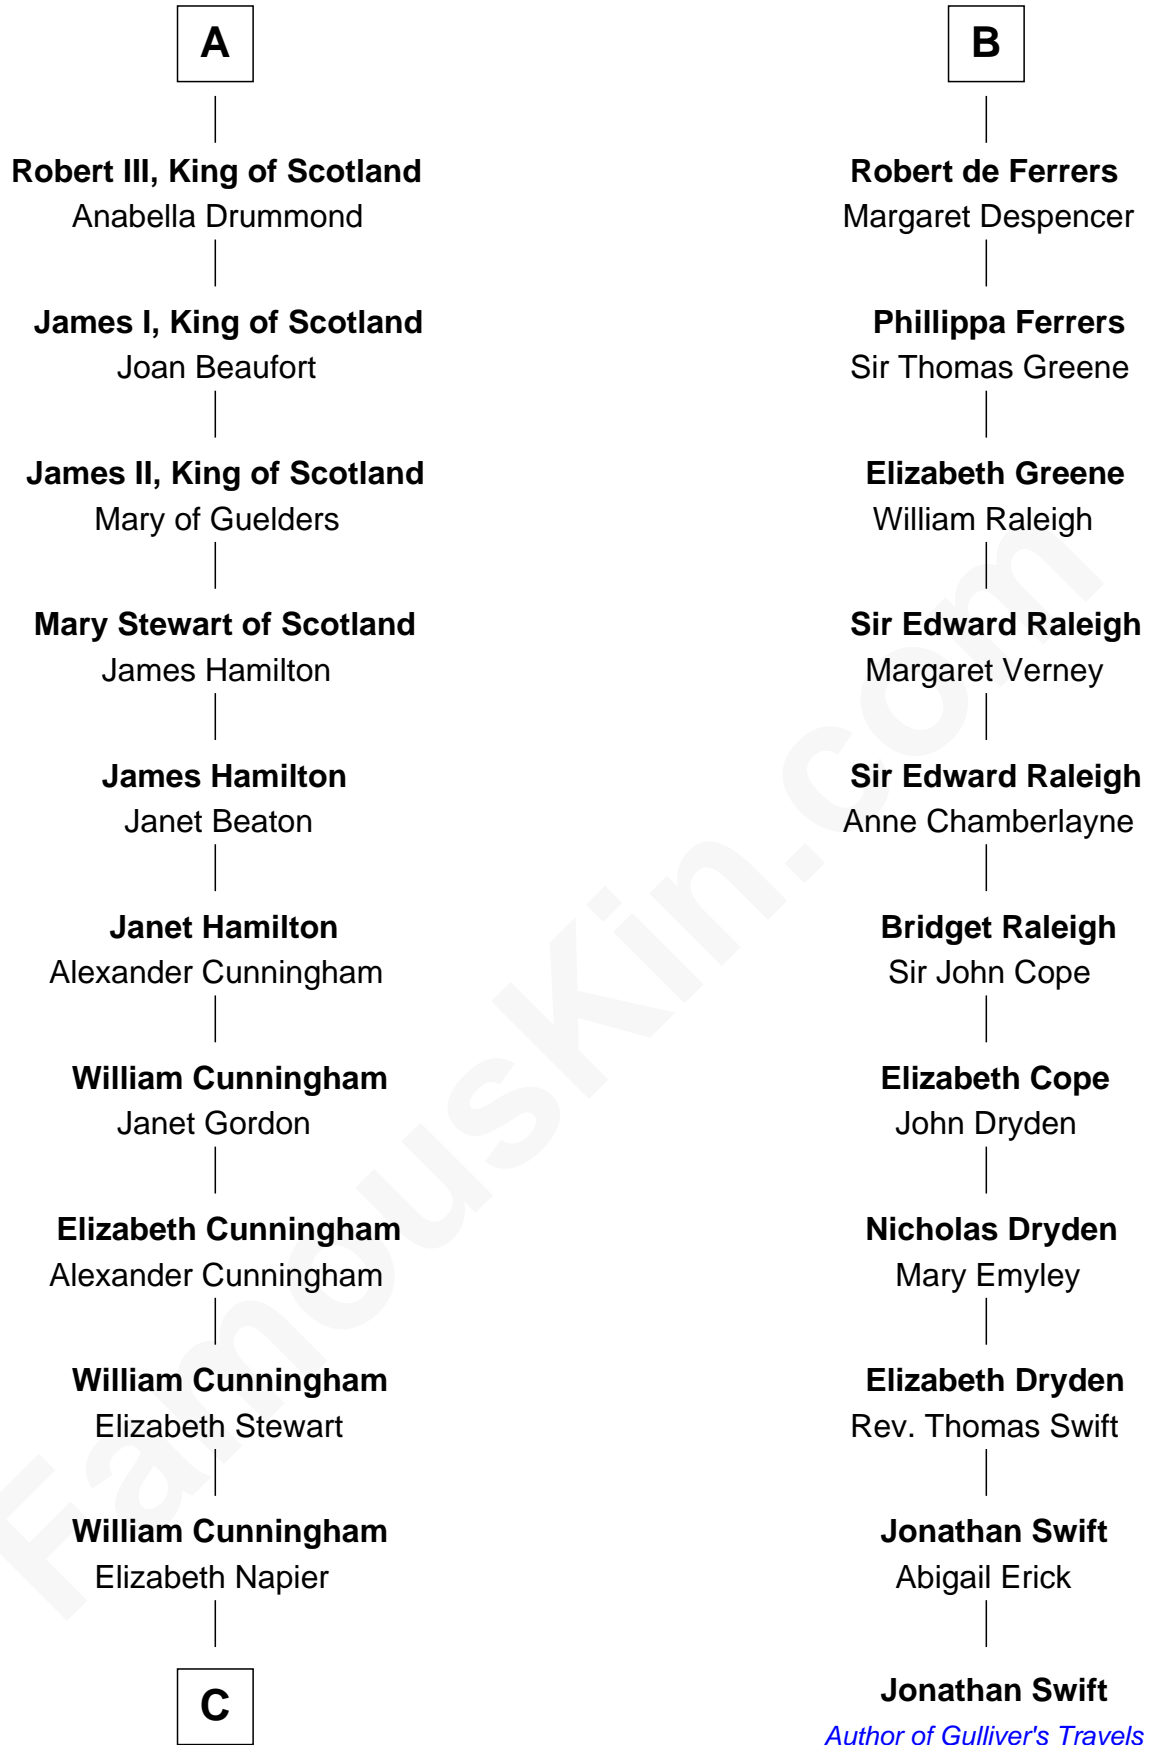 A
Robert III, King of Scotland
Anabella Drummond
James I, King of Scotland
Joan Beaufort
James II, King of Scotland
Mary of Guelders
Mary Stewart of Scotland
James Hamilton
James Hamilton
Janet Beaton
Janet Hamilton
Alexander Cunningham
William Cunningham
Janet Gordon
Elizabeth Cunningham
Alexander Cunningham
William Cunningham
Elizabeth Stewart
William Cunningham
Elizabeth Napier
C
B
Robert de Ferrers
Margaret Despencer
Phillippa Ferrers
Sir Thomas Greene
Elizabeth Greene
William Raleigh
Sir Edward Raleigh
Margaret Verney
Sir Edward Raleigh
Anne Chamberlayne
Bridget Raleigh
Sir John Cope
Elizabeth Cope
John Dryden
Nicholas Dryden
Mary Emyley
Elizabeth Dryden
Rev. Thomas Swift
Jonathan Swift
Abigail Erick
Jonathan Swift
Author of Gulliver's Travels
FamousKin.com